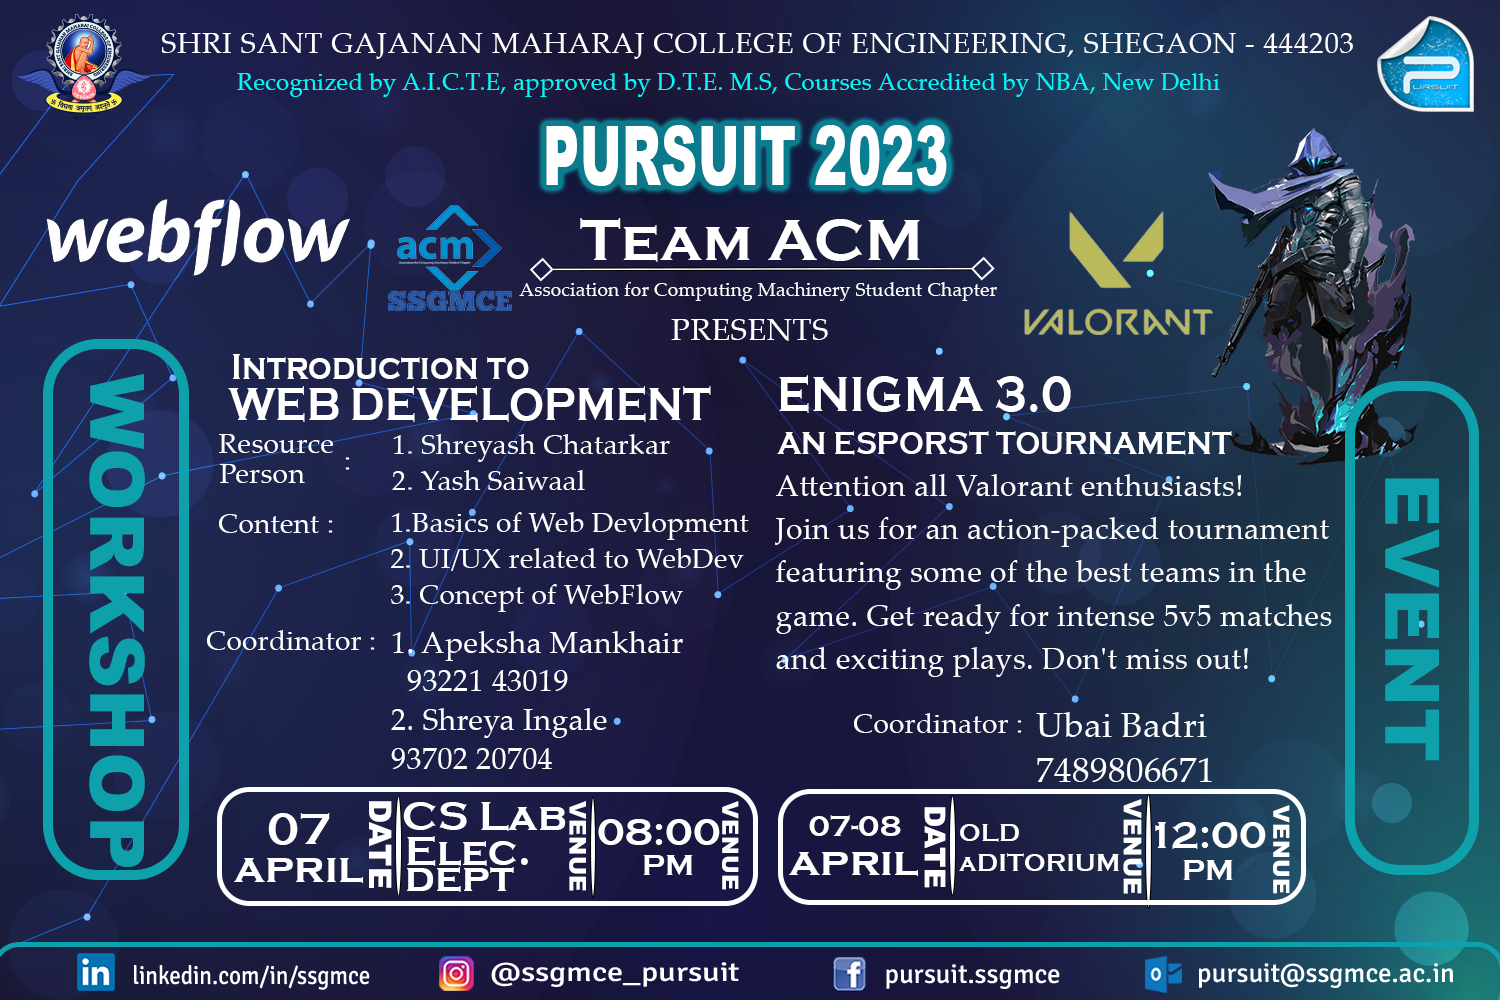 SHRI SANT GAJANAN MAHARAJ COLLEGE OF ENGINEERING, SHEGAON - 444203
Recognized by A.I.C.T.E, approved by D.T.E. M.S, Courses Accredited by NBA, New Delhi
PURSUIT
PURSUIT 2023
webflow
acm
SSGMCE
TEAM ACM
Association for Computing Machinery Student Chapter
PRESENTS
VALORANT
WORKSHOP
INTRODUCTION TO
WEB DEVELOPMENT
Resource Person :
1. Shreyash Chatarkar
2. Yash Saiwaal
Content :
1.Basics of Web Devlopment
2. UI/UX related to WebDev
3. Concept of WebFlow
Coordinator :
1. Apeksha Mankhair
93221 43019
2. Shreya Ingale
93702 20704
07
APRIL
DATE
CS LAB
ELEC.
DEPT
VENUE
08:00
PM
VENUE
EVENT
ENIGMA 3.0
AN ESPORST TOURNAMENT
Attention all Valorant enthusiasts!
Join us for an action-packed tournament
featuring some of the best teams in the
game. Get ready for intense 5v5 matches
and exciting plays. Don't miss out!
Coordinator : Ubai Badri
7489806671
07-08
APRIL
DATE
OLD
aDITORIUM
VENUE
12:00
PM
VENUE
linkedin.com/in/ssgmce
@ssgmce_pursuit
pursuit.ssgmce
pursuit@ssgmce.ac.in